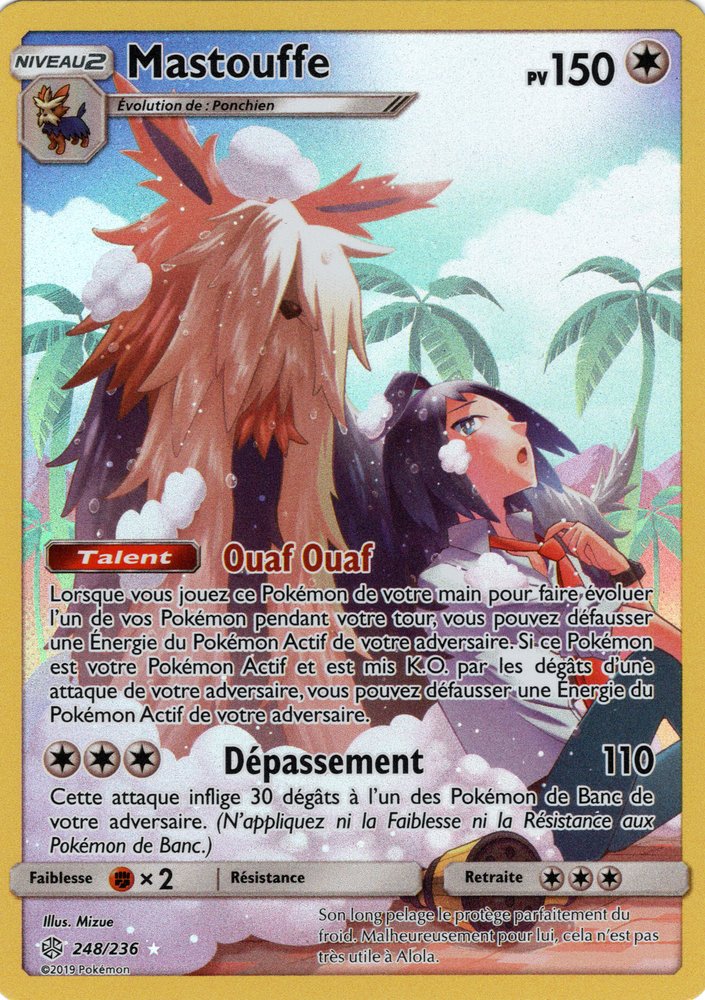 NIVEAU 2
Mastouffe
PV 150
Évolution de : Ponchien
Talent
Ouaf Ouaf
Lorsque vous jouez ce Pokémon de votre main pour faire évoluer
l'un de vos Pokémon pendant votre tour, vous pouvez défausser
une Énergie du Pokémon Actif de votre adversaire. Si ce Pokémon
est votre Pokémon Actif et est mis K.O. par les dégâts d'une
attaque de votre adversaire, vous pouvez défausser une Énergie du
Pokémon Actif de votre adversaire.
Dépassement 110
Cette attaque inflige 30 dégâts à l'un des Pokémon de Banc de
votre adversaire. (N'appliquez ni la Faiblesse ni la Résistance aux
Pokémon de Banc.)
Faiblesse × 2 Résistance Retraite
Illus. Mizue
248/236
©2019 Pokémon
Son long pelage le protège parfaitement du
froid. Malheureusement pour lui, cela n'est pas
très utile à Alola.